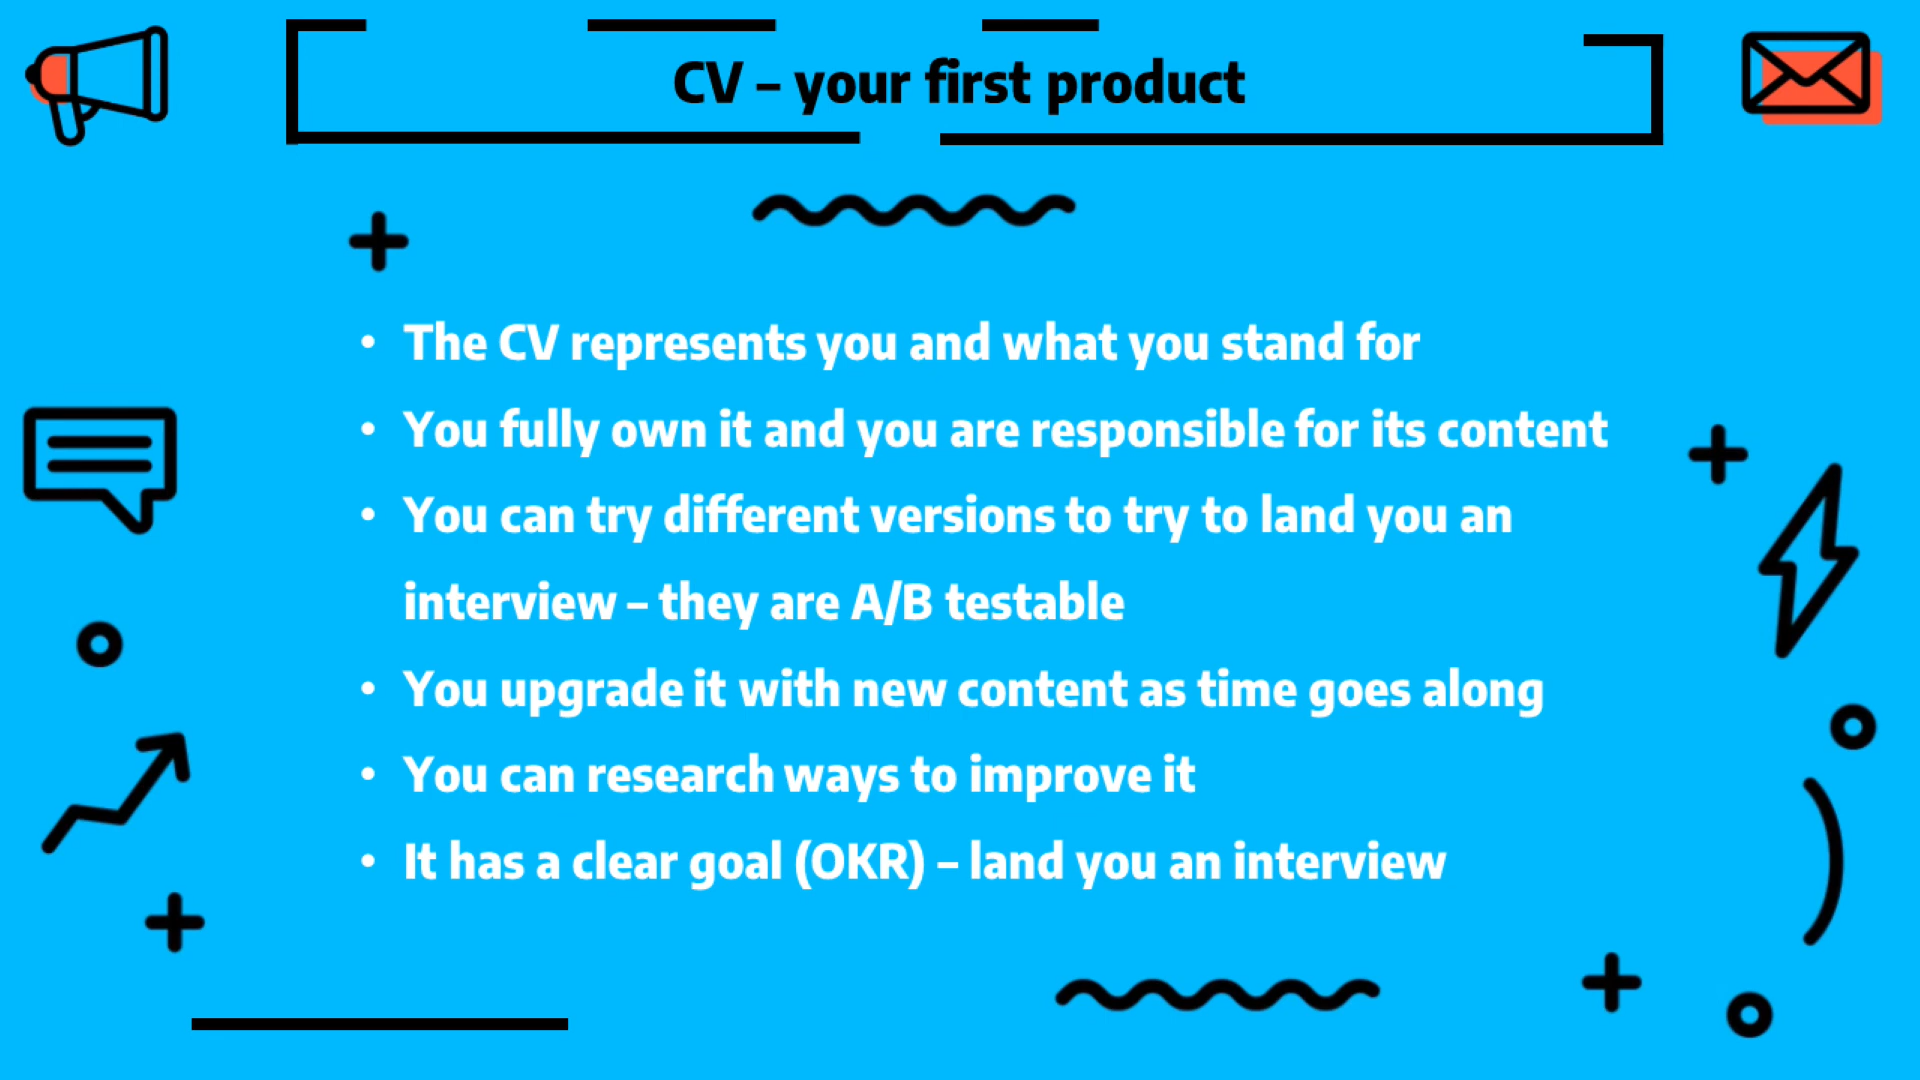 CV – your first product
• The CV represents you and what you stand for
• You fully own it and you are responsible for its content
• You can try different versions to try to land you an
interview – they are A/B testable
• You upgrade it with new content as time goes along
• You can research ways to improve it
• It has a clear goal (OKR) – land you an interview